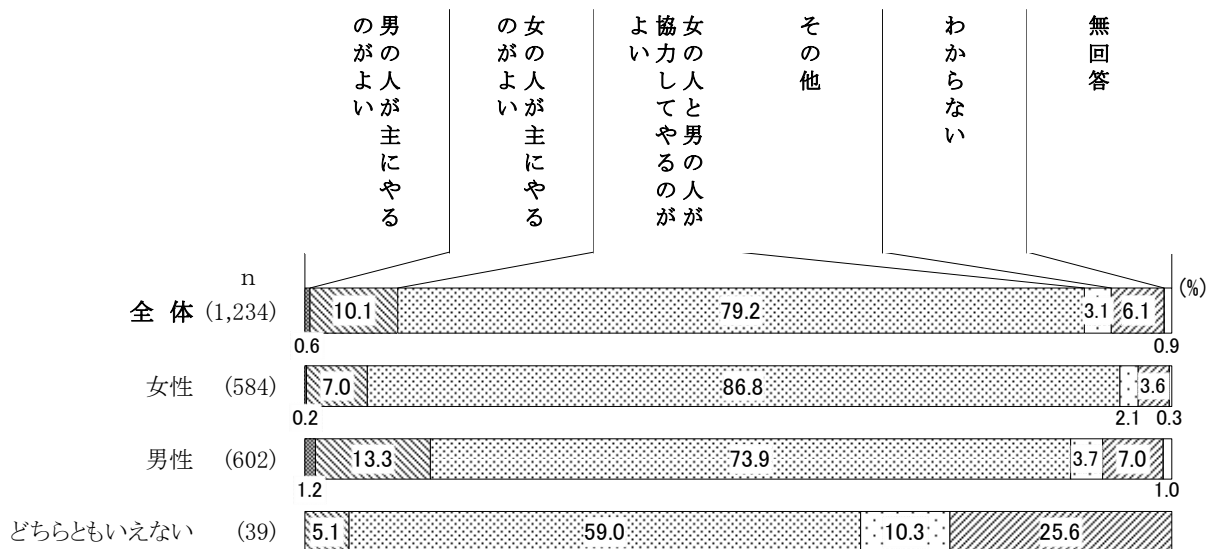 男の人が主にやる
のがよい
女の人が主にやる
のがよい
女の人と男の人が
協力してやるのが
よい
その他
わからない
無回答
n
(%)
全 体 (1,234)
10.1 79.2 3.1 6.1
0.6 0.9
女性 (584)
7.0 86.8 3.6
0.2 2.1 0.3
男性 (602)
13.3 73.9 3.7 7.0
1.2 1.0
どちらともいえない (39)
5.1 59.0 10.3 25.6